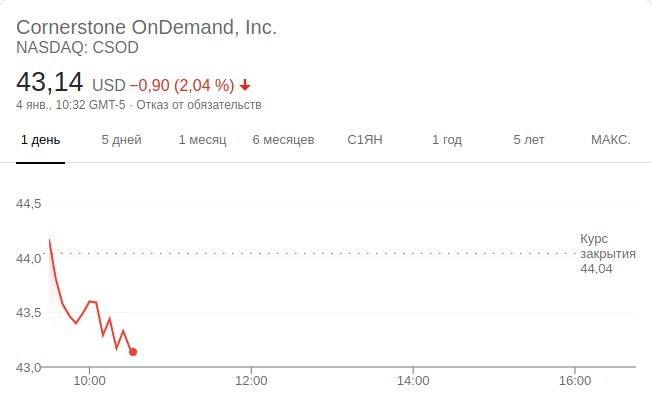 Cornerstone OnDemand, Inc.
NASDAQ: CSOD
43,14 USD −0,90 (2,04 %)
4 янв., 10:32 GMT-5 · Отказ от обязательств
1 день 5 дней 1 месяц 6 месяцев С1ЯН 1 год 5 лет МАКС.
44,5
Курс
44,0 закрытия
44,04
43,5
43,0
10:00 12:00 14:00 16:00